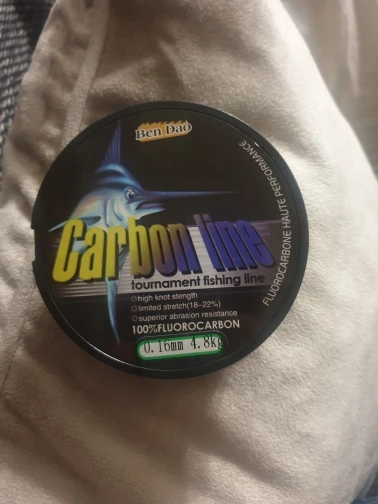 Ben Dao
FLUOROCARBONE HAUTE PERFORMANCE
Carbon line
tournament fishing line
high knot stength
limited stretch(18-22%)
superior abrasion resistance
100%FLUOROCARBON
0.16mm 4.8kg